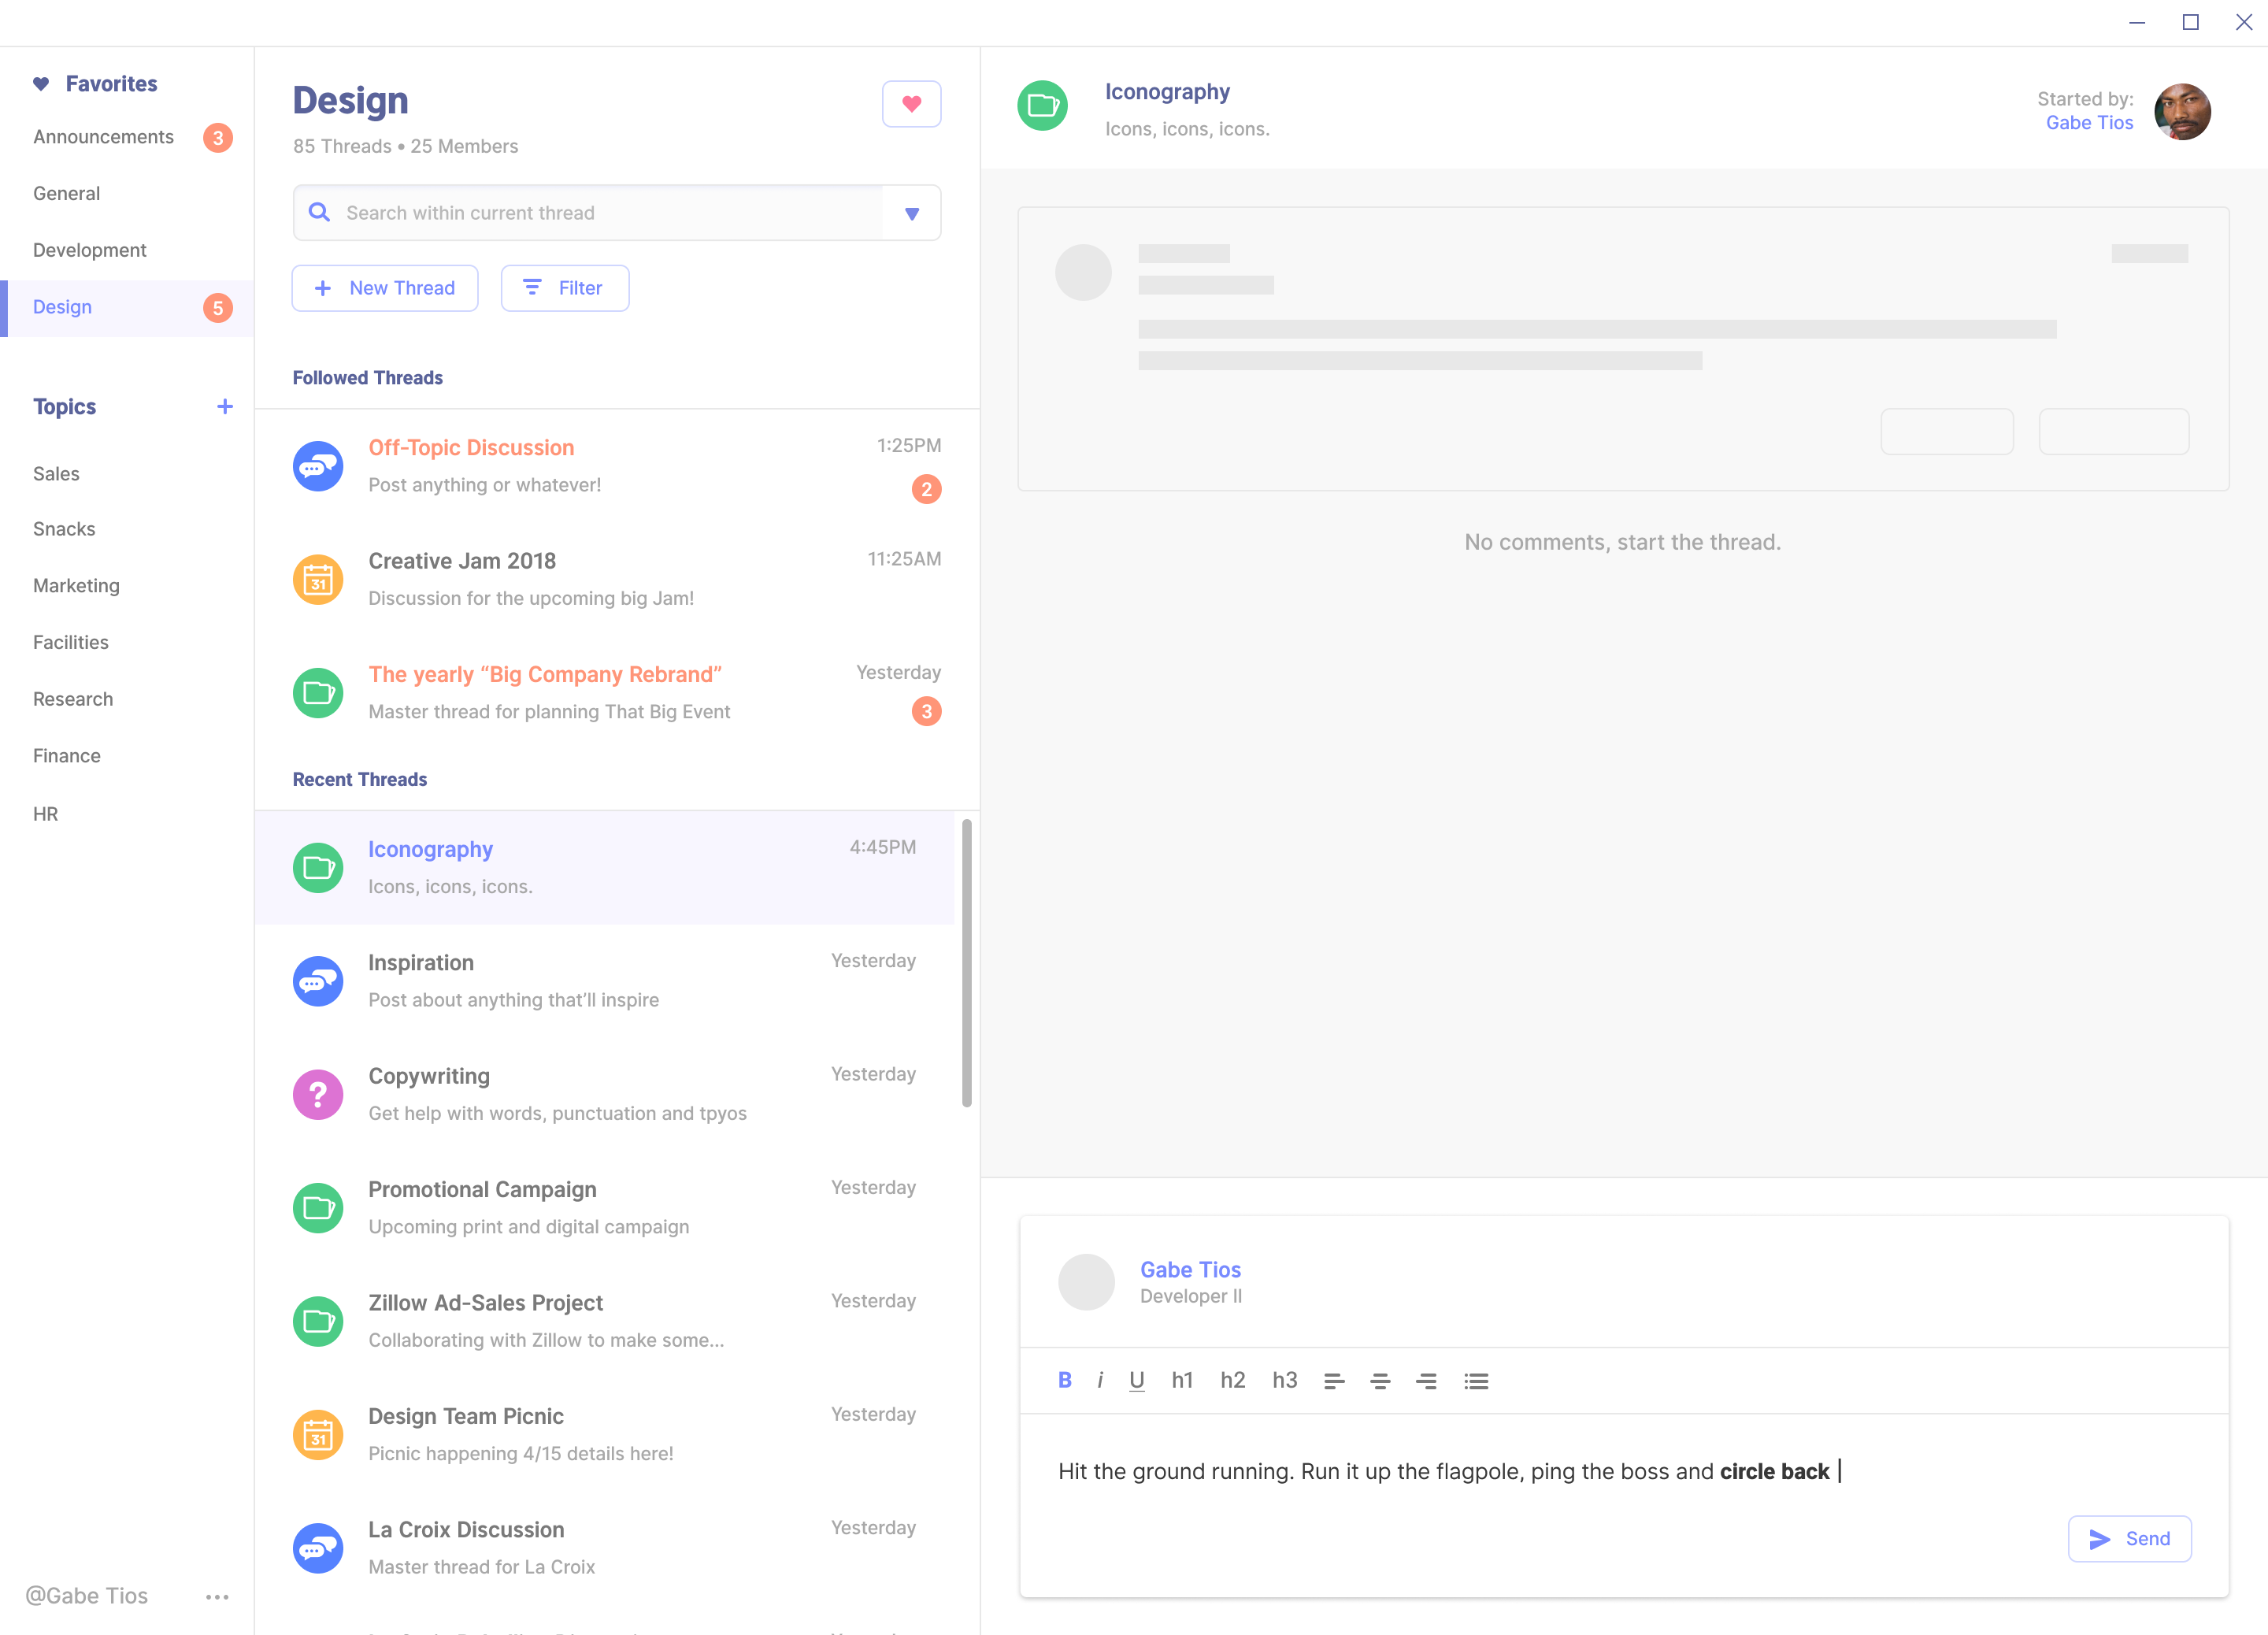 Favorites
Announcements 3
General
Development
Design 5
Topics +
Sales
Snacks
Marketing
Facilities
Research
Finance
HR
@Gabe Tios
Design
85 Threads • 25 Members
Search within current thread
+ New Thread
Filter
Followed Threads
Off-Topic Discussion 1:25PM
Post anything or whatever! 2
31
Creative Jam 2018 11:25AM
Discussion for the upcoming big Jam!
The yearly “Big Company Rebrand” Yesterday
Master thread for planning That Big Event 3
Recent Threads
Iconography 4:45PM
Icons, icons, icons.
Inspiration Yesterday
Post about anything that’ll inspire
?
Copywriting Yesterday
Get help with words, punctuation and tpyos
Promotional Campaign Yesterday
Upcoming print and digital campaign
Zillow Ad-Sales Project Yesterday
Collaborating with Zillow to make some...
31
Design Team Picnic Yesterday
Picnic happening 4/15 details here!
La Croix Discussion Yesterday
Master thread for La Croix
Iconography
Icons, icons, icons.
Started by:
Gabe Tios
No comments, start the thread.
Gabe Tios
Developer II
B i U h1 h2 h3
Hit the ground running. Run it up the flagpole, ping the boss and circle back
Send